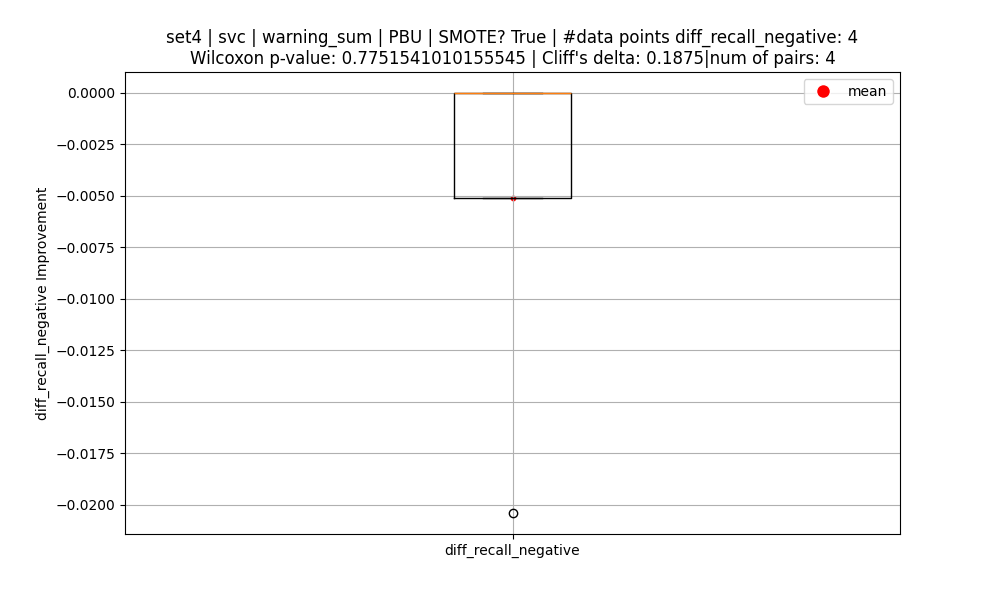 set4 | svc | warning_sum | PBU | SMOTE? True | #data points diff_recall_negative: 4
Wilcoxon p-value: 0.7751541010155545 | Cliff's delta: 0.1875|num of pairs: 4
mean
0.0000
−0.0025
−0.0050
−0.0075
−0.0100
−0.0125
−0.0150
−0.0175
−0.0200
diff_recall_negative Improvement
diff_recall_negative